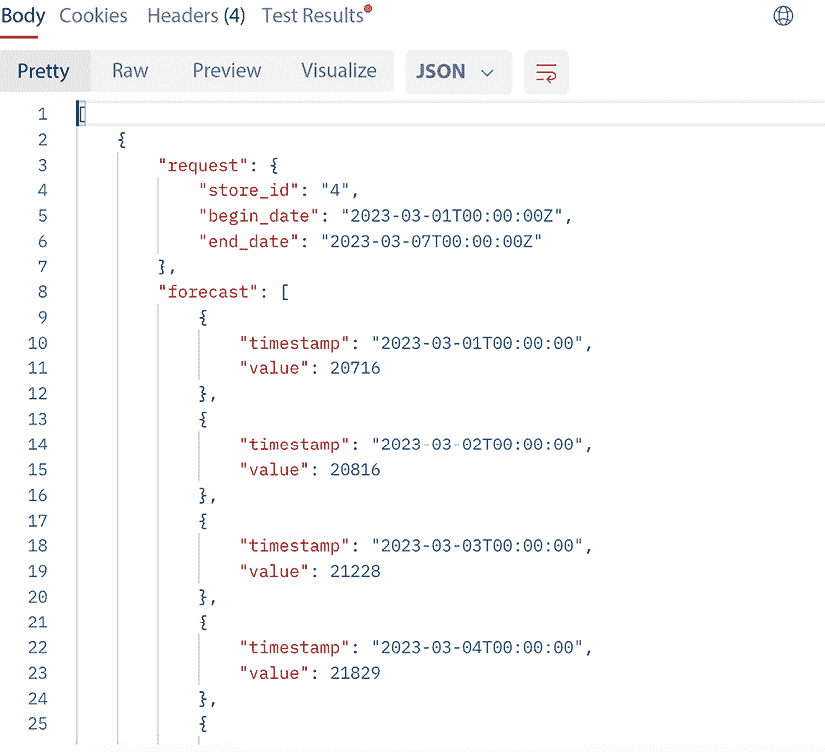 Body Cookies Headers (4) Test Results
Pretty Raw Preview Visualize JSON
1 [
2 {
3 "request": {
4 "store_id": "4",
5 "begin_date": "2023-03-01T00:00:00Z",
6 "end_date": "2023-03-07T00:00:00Z"
7 },
8 "forecast": [
9 {
10 "timestamp": "2023-03-01T00:00:00",
11 "value": 20716
12 },
13 {
14 "timestamp": "2023-03-02T00:00:00",
15 "value": 20816
16 },
17 {
18 "timestamp": "2023-03-03T00:00:00",
19 "value": 21228
20 },
21 {
22 "timestamp": "2023-03-04T00:00:00",
23 "value": 21829
24 },
25 {